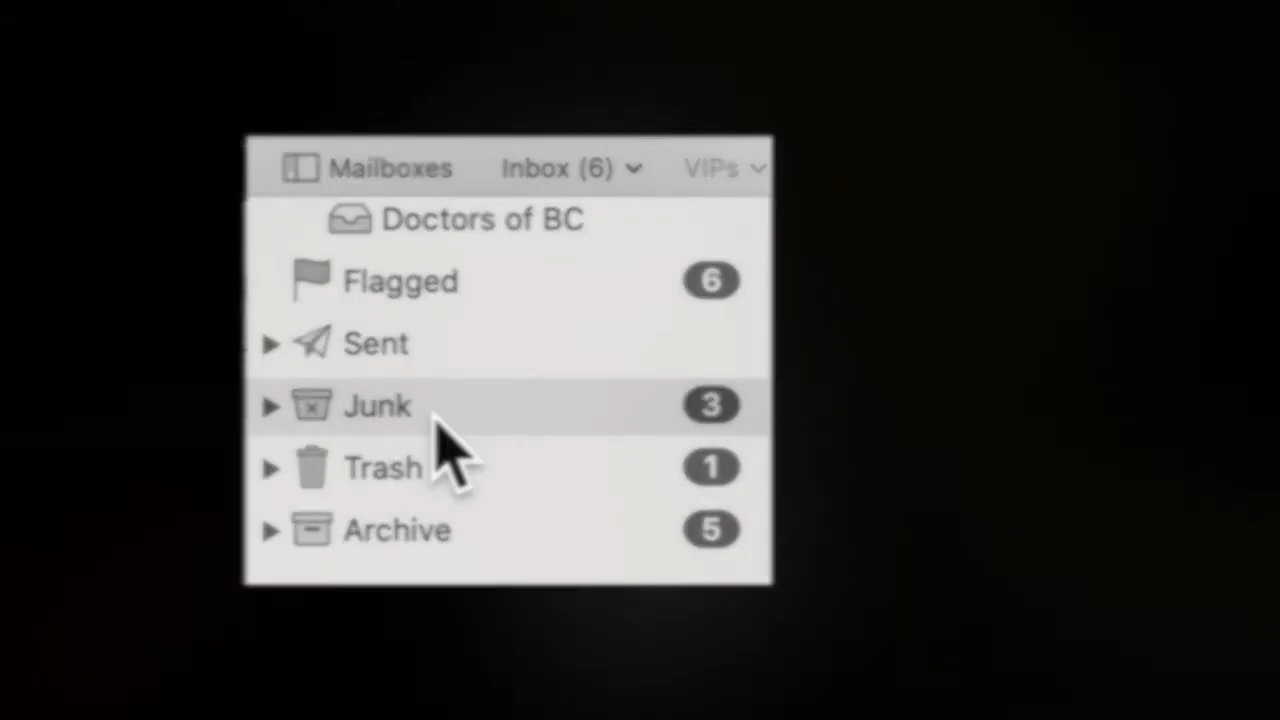 Mailboxes Inbox (6) VIPs
Doctors of BC
Flagged 6
Sent
Junk 3
Trash 1
Archive 5